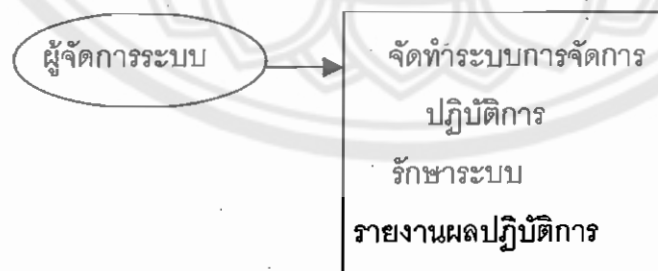 ผู้จัดการระบบ
จัดทำระบบการจัดการ
ปฎิบัติการ
รักษาระบบ
รายงานผลปฎิบัติการ